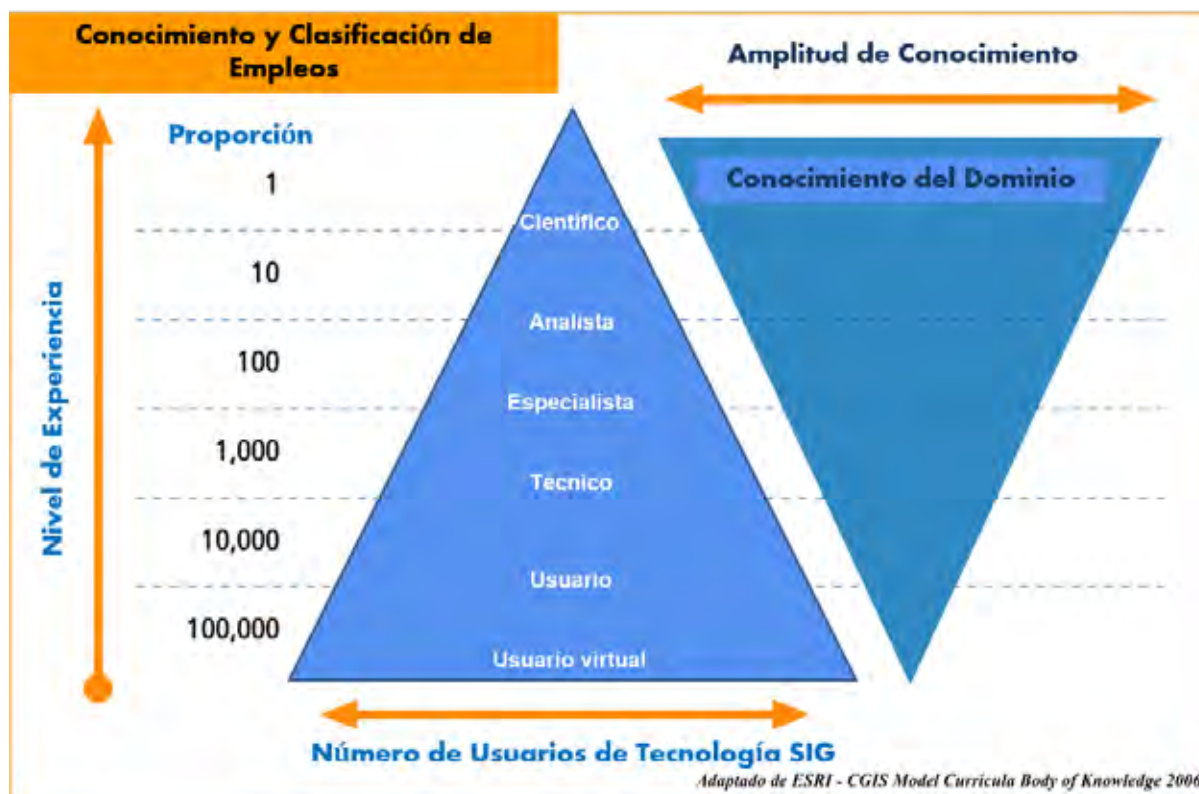 Conocimiento y Clasificación de
Empleos
Amplitud de Conocimiento
Proporción
Conocimiento del Dominio
1
Científico
10
Analista
100
Especialista
1,000
Técnico
10,000
Usuario
100,000
Usuario virtual
Nivel de Experiencia
Número de Usuarios de Tecnología SIG
Adaptado de ESRI - CGIS Model Curricula Body of Knowledge 2006